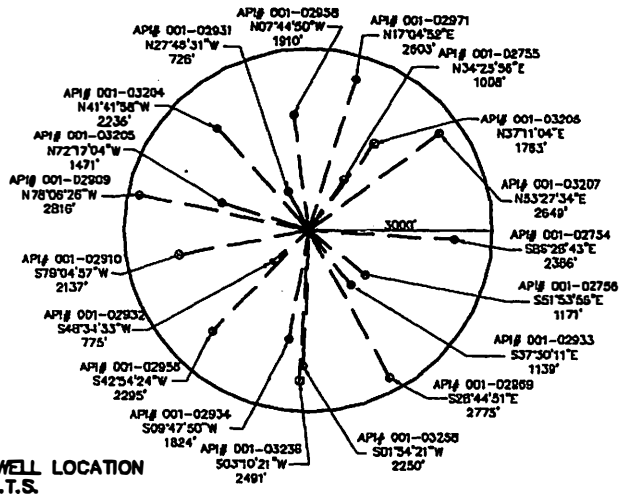 API# 001-02958
N07°44'50"W
1910'
API# 001-02971
N17°04'52"E
2603'
API# 001-02931
N27°48'31"W
726'
API# 001-02755
N34°23'56"E
1008'
API# 001-03204
N41°41'58"W
2236'
API# 001-03206
N37°11'04"E
1763'
API# 001-03205
N72°17'04"W
1471'
API# 001-02909
N78°06'26"W
2816'
API# 001-03207
N53°27'34"E
2649'
3000'
API# 001-02754
S86°28'43"E
2386'
API# 001-02910
S79°04'57"W
2137'
API# 001-02756
S51°53'56"E
1171'
API# 001-02932
S48°34'33"W
775'
API# 001-02933
S37°30'11"E
1139'
API# 001-02956
S42°54'24"W
2295'
API# 001-02969
S28°44'51"E
2775'
API# 001-02934
S09°47'50"W
1824'
API# 001-03238
S03°10'21"W
2491'
API# 001-03258
S01°54'21"W
2250'
WELL LOCATION
.T.S.